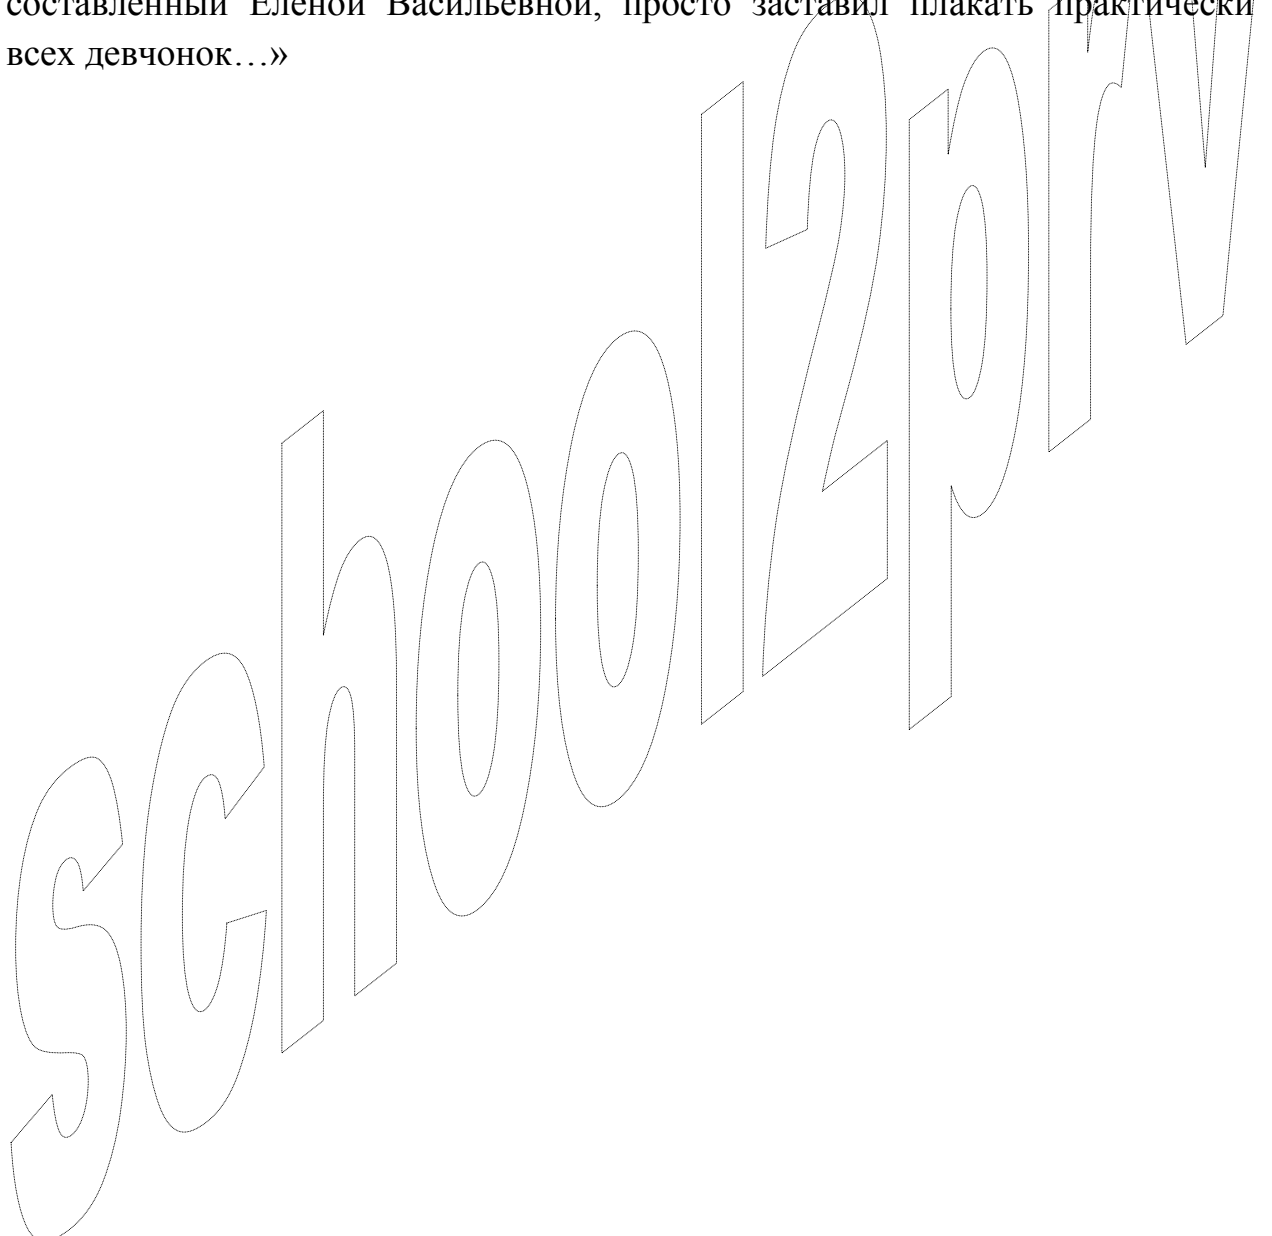 составленный Еленой Васильевной, просто заставил плакать практически
всех девчонок…»
school2prv